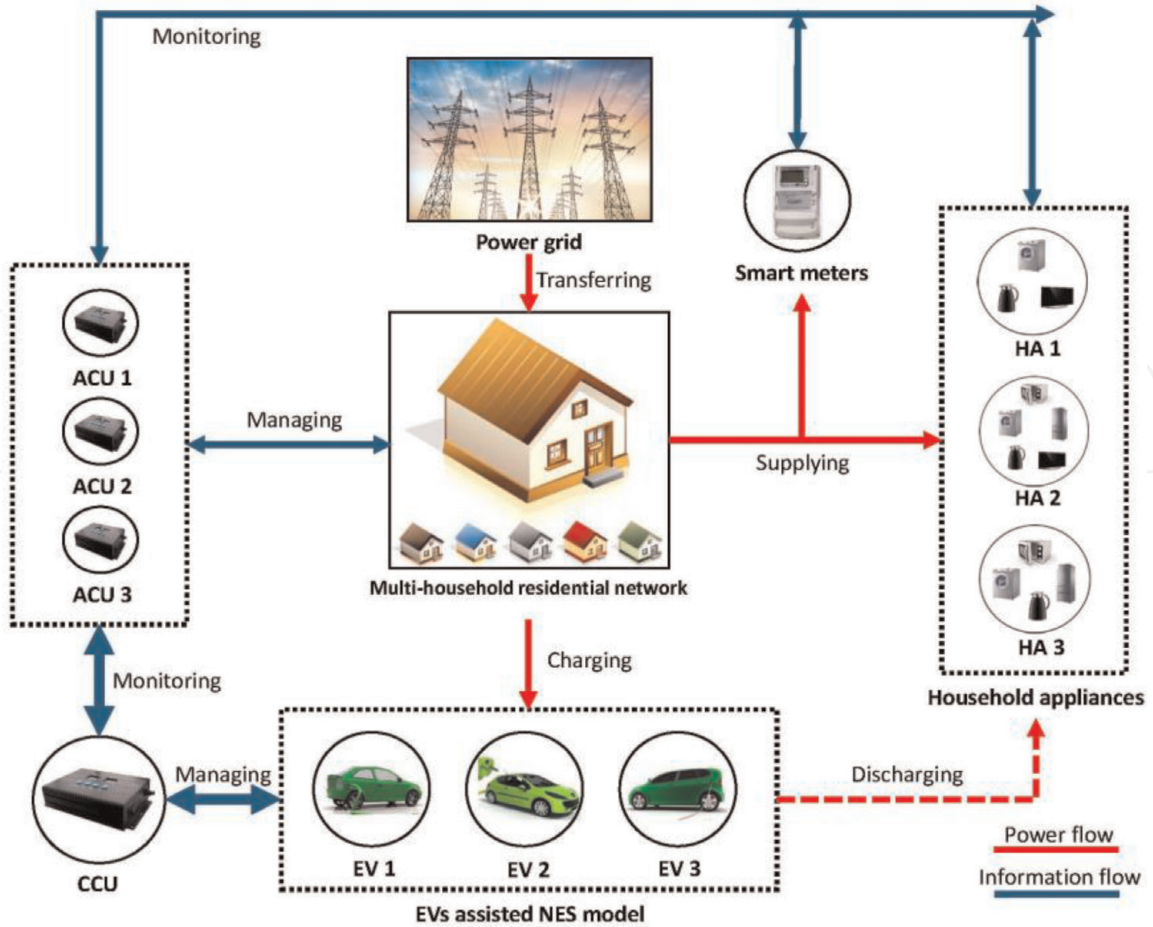 Monitoring
Power grid
Transferring
Smart meters
ACU 1
ACU 2
ACU 3
Managing
Supplying
HA 1
HA 2
HA 3
Multi-household residential network
Charging
Household appliances
Monitoring
Managing
CCU
EV 1
EV 2
EV 3
EVs assisted NES model
Discharging
Power flow
Information flow